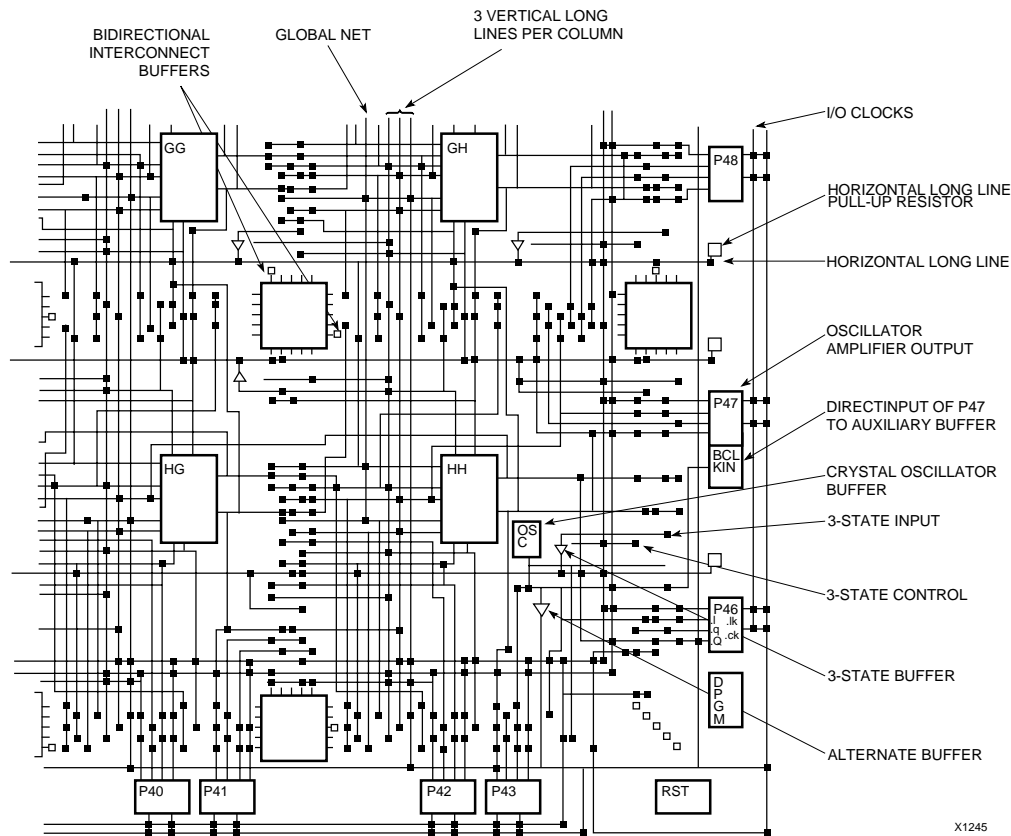 3 VERTICAL LONG
LINES PER COLUMN
BIDIRECTIONAL
INTERCONNECT
BUFFERS
GLOBAL NET
I/O CLOCKS
GG
GH
P48
HORIZONTAL LONG LINE
PULL-UP RESISTOR
HORIZONTAL LONG LINE
OSCILLATOR
AMPLIFIER OUTPUT
P47
DIRECTINPUT OF P47
TO AUXILIARY BUFFER
BCL
KIN
HG
HH
CRYSTAL OSCILLATOR
BUFFER
OS
C
3-STATE INPUT
3-STATE CONTROL
P46
.I
.lk
.q
.ck
.Q
3-STATE BUFFER
D
P
G
M
ALTERNATE BUFFER
P40
P41
P42
P43
RST
X1245